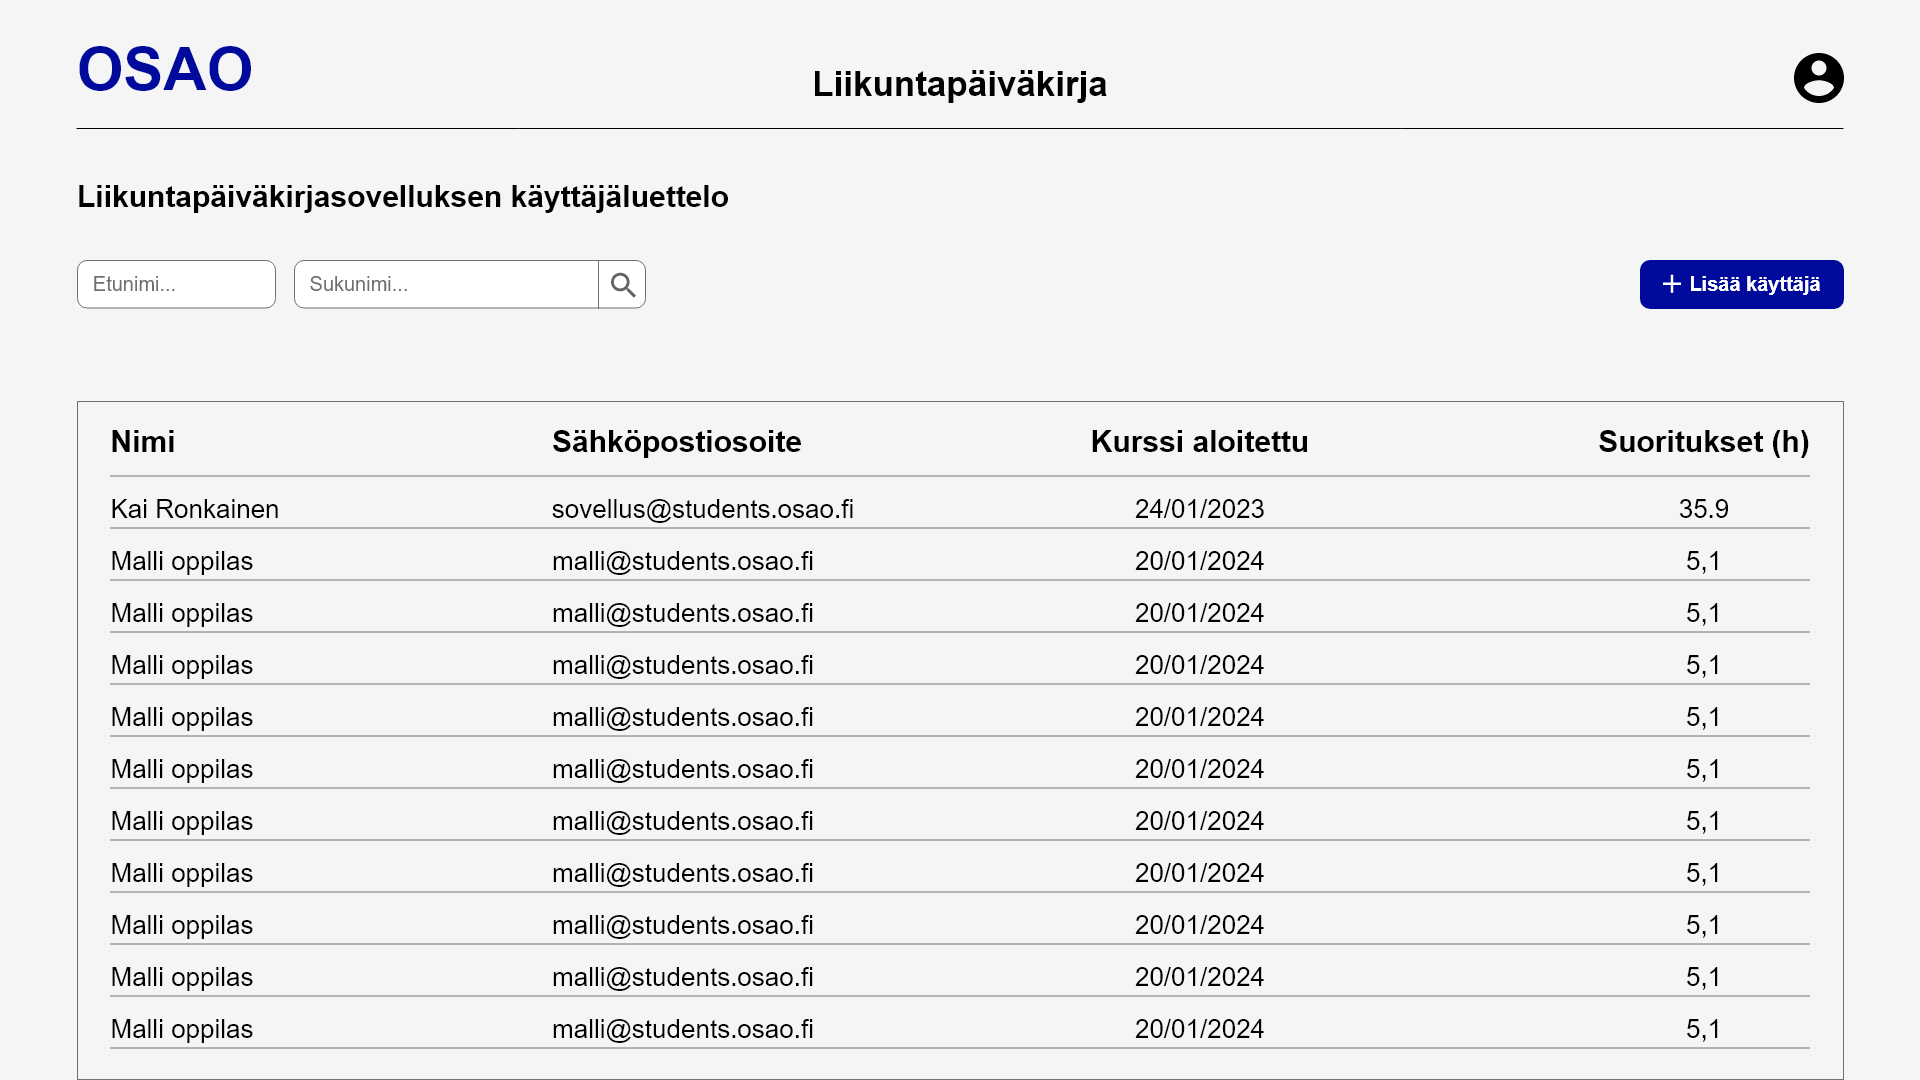 OSAO
Liikuntapäiväkirja
Liikuntapäiväkirjasovelluksen käyttäjäluettelo
Etunimi... Sukunimi... Lisää käyttäjä
Nimi Sähköpostiosoite Kurssi aloitettu Suoritukset (h)
Kai Ronkainen sovellus@students.osao.fi 24/01/2023 35.9
Malli oppilas malli@students.osao.fi 20/01/2024 5,1
Malli oppilas malli@students.osao.fi 20/01/2024 5,1
Malli oppilas malli@students.osao.fi 20/01/2024 5,1
Malli oppilas malli@students.osao.fi 20/01/2024 5,1
Malli oppilas malli@students.osao.fi 20/01/2024 5,1
Malli oppilas malli@students.osao.fi 20/01/2024 5,1
Malli oppilas malli@students.osao.fi 20/01/2024 5,1
Malli oppilas malli@students.osao.fi 20/01/2024 5,1
Malli oppilas malli@students.osao.fi 20/01/2024 5,1
Malli oppilas malli@students.osao.fi 20/01/2024 5,1